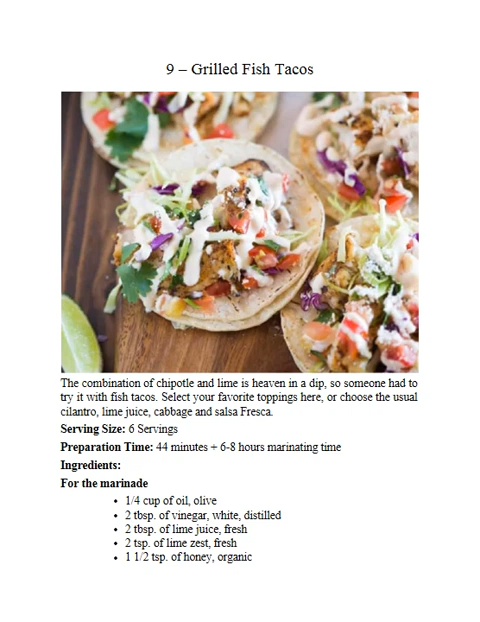 9 – Grilled Fish Tacos
The combination of chipotle and lime is heaven in a dip, so someone had to
try it with fish tacos. Select your favorite toppings here, or choose the usual
cilantro, lime juice, cabbage and salsa Fresca.
Serving Size: 6 Servings
Preparation Time: 44 minutes + 6-8 hours marinating time
Ingredients:
For the marinade
• 1/4 cup of oil, olive
• 2 tbsp. of vinegar, white, distilled
• 2 tbsp. of lime juice, fresh
• 2 tsp. of lime zest, fresh
• 1 1/2 tsp. of honey, organic